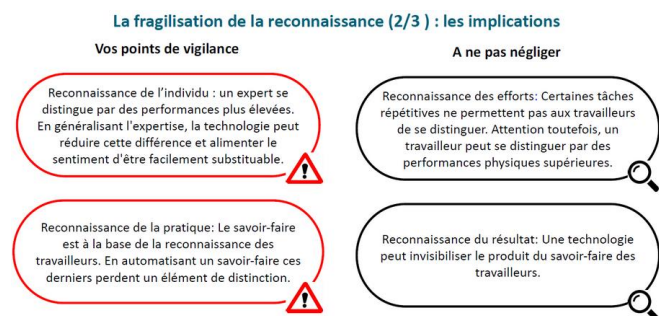 La fragilisation de la reconnaissance (2/3 ) : les implications
Vos points de vigilance
A ne pas négliger
Reconnaissance de l'individu : un expert se
distingue par des performances plus élevées.
En généralisant l'expertise, la technologie peut
réduire cette différence et alimenter le
sentiment d'être facilement substituable.
Reconnaissance des efforts: Certaines tâches
répétitives ne permettent pas aux travailleurs
de se distinguer. Attention toutefois, un
travailleur peut se distinguer par des
performances physiques supérieures.
Reconnaissance de la pratique: Le savoir-faire
est à la base de la reconnaissance des
travailleurs. En automatisant un savoir-faire ces
derniers perdent un élément de distinction.
Reconnaissance du résultat: Une technologie
peut invisibiliser le produit du savoir-faire des
travailleurs.